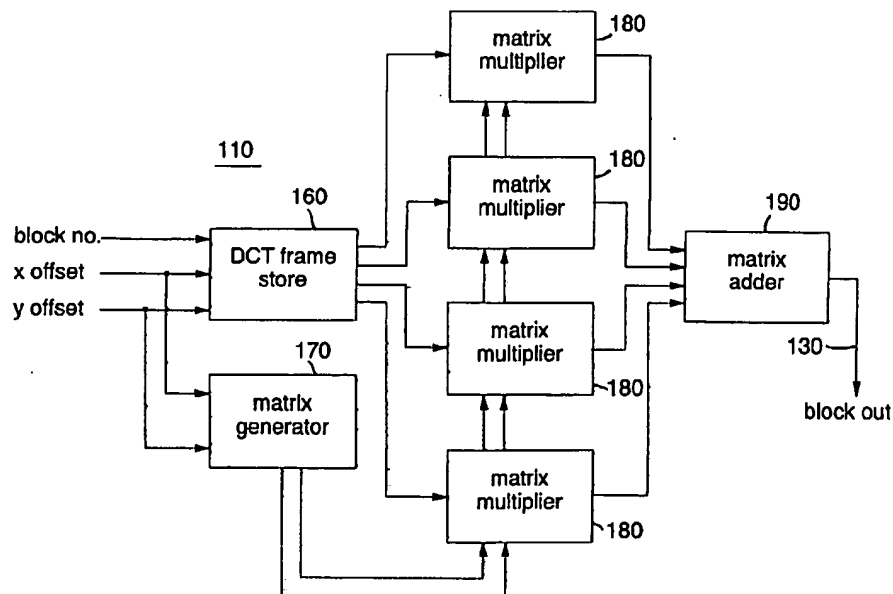 180
matrix
multiplier
110
180
matrix
multiplier
160
190
block no.
DCT frame
store
matrix
adder
x offset
y offset
matrix
multiplier
130
170
180
matrix
generator
block out
matrix
multiplier
180